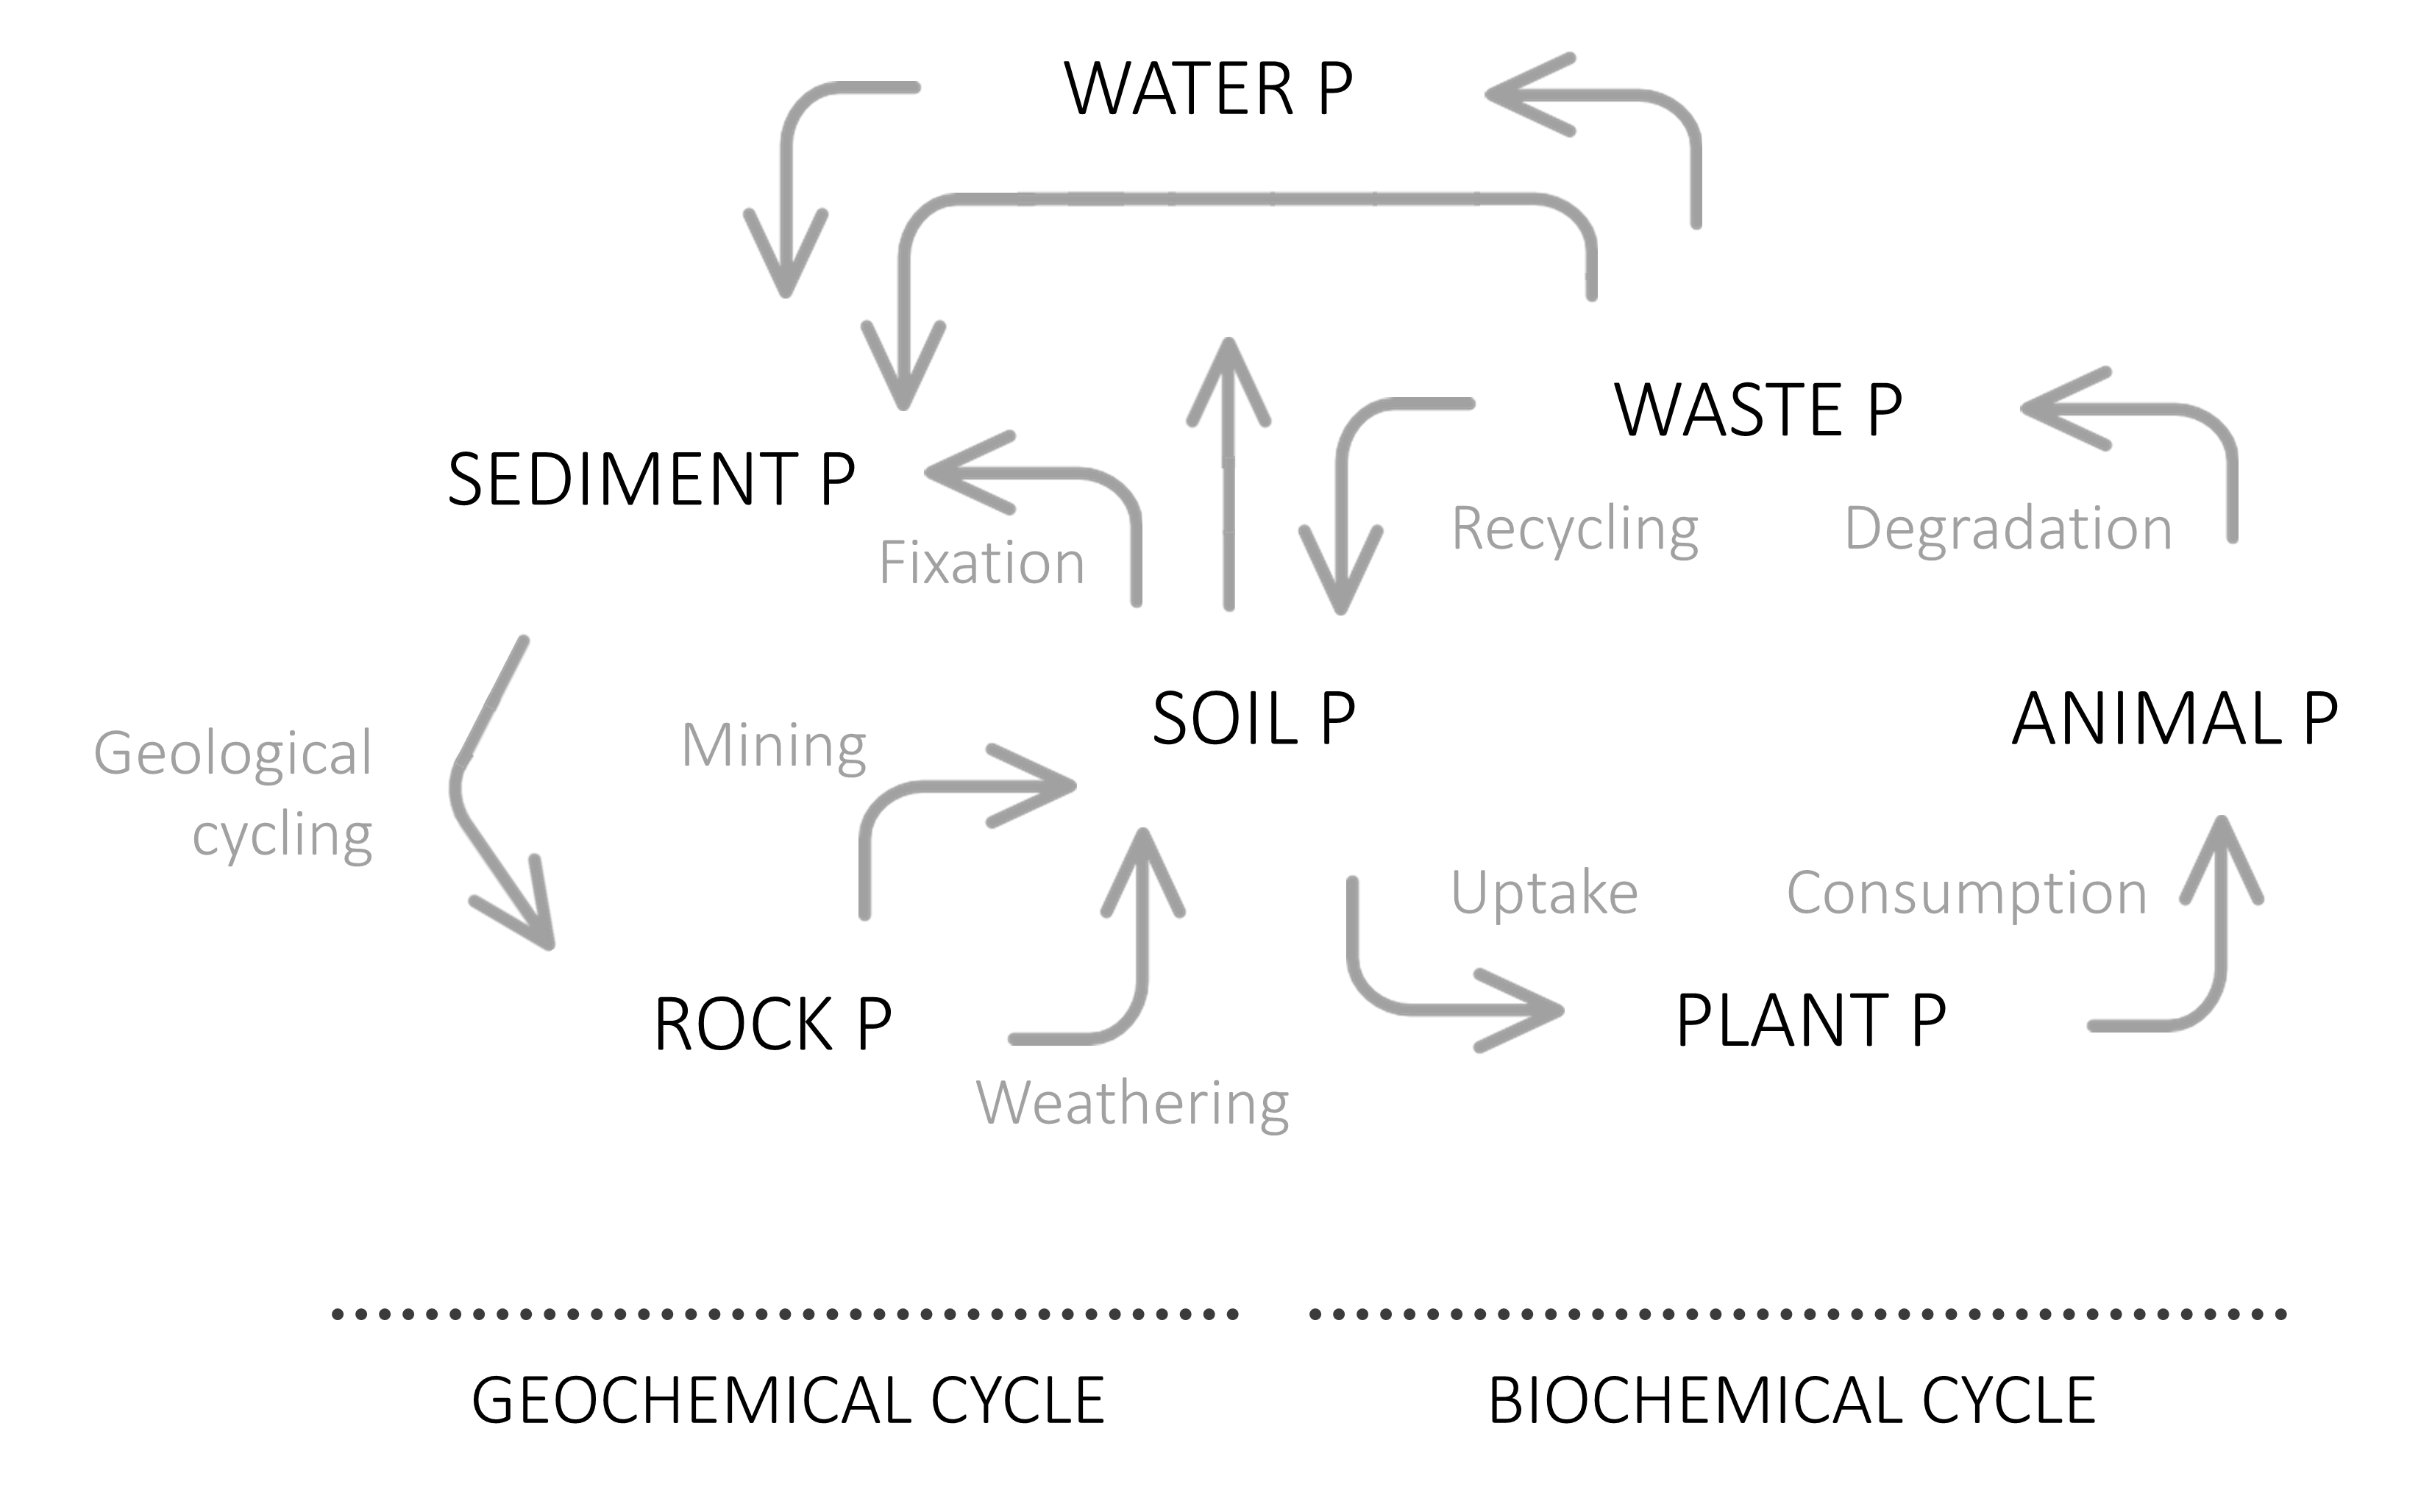 WATER P
WASTE P
SEDIMENT P
Recycling
Degradation
Fixation
SOIL P
ANIMAL P
Geological
cycling
Mining
Uptake
Consumption
ROCK P
PLANT P
Weathering
GEOCHEMICAL CYCLE
BIOCHEMICAL CYCLE